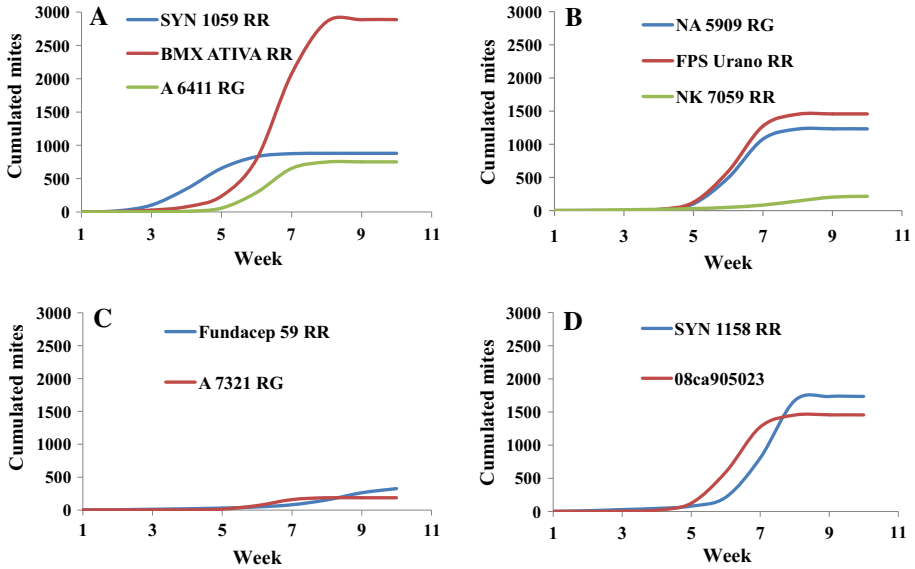 A
Cumulated mites
3000
2500
2000
1500
1000
500
0
SYN 1059 RR
BMX ATIVA RR
A 6411 RG
1 3 5 7 9 11
Week
B
Cumulated mites
3000
2500
2000
1500
1000
500
0
NA 5909 RG
FPS Urano RR
NK 7059 RR
1 3 5 7 9 11
Week
C
Cumulated mites
3000
2500
2000
1500
1000
500
0
Fundacep 59 RR
A 7321 RG
1 3 5 7 9 11
Week
D
Cumulated mites
3000
2500
2000
1500
1000
500
0
SYN 1158 RR
08ca905023
1 3 5 7 9 11
Week